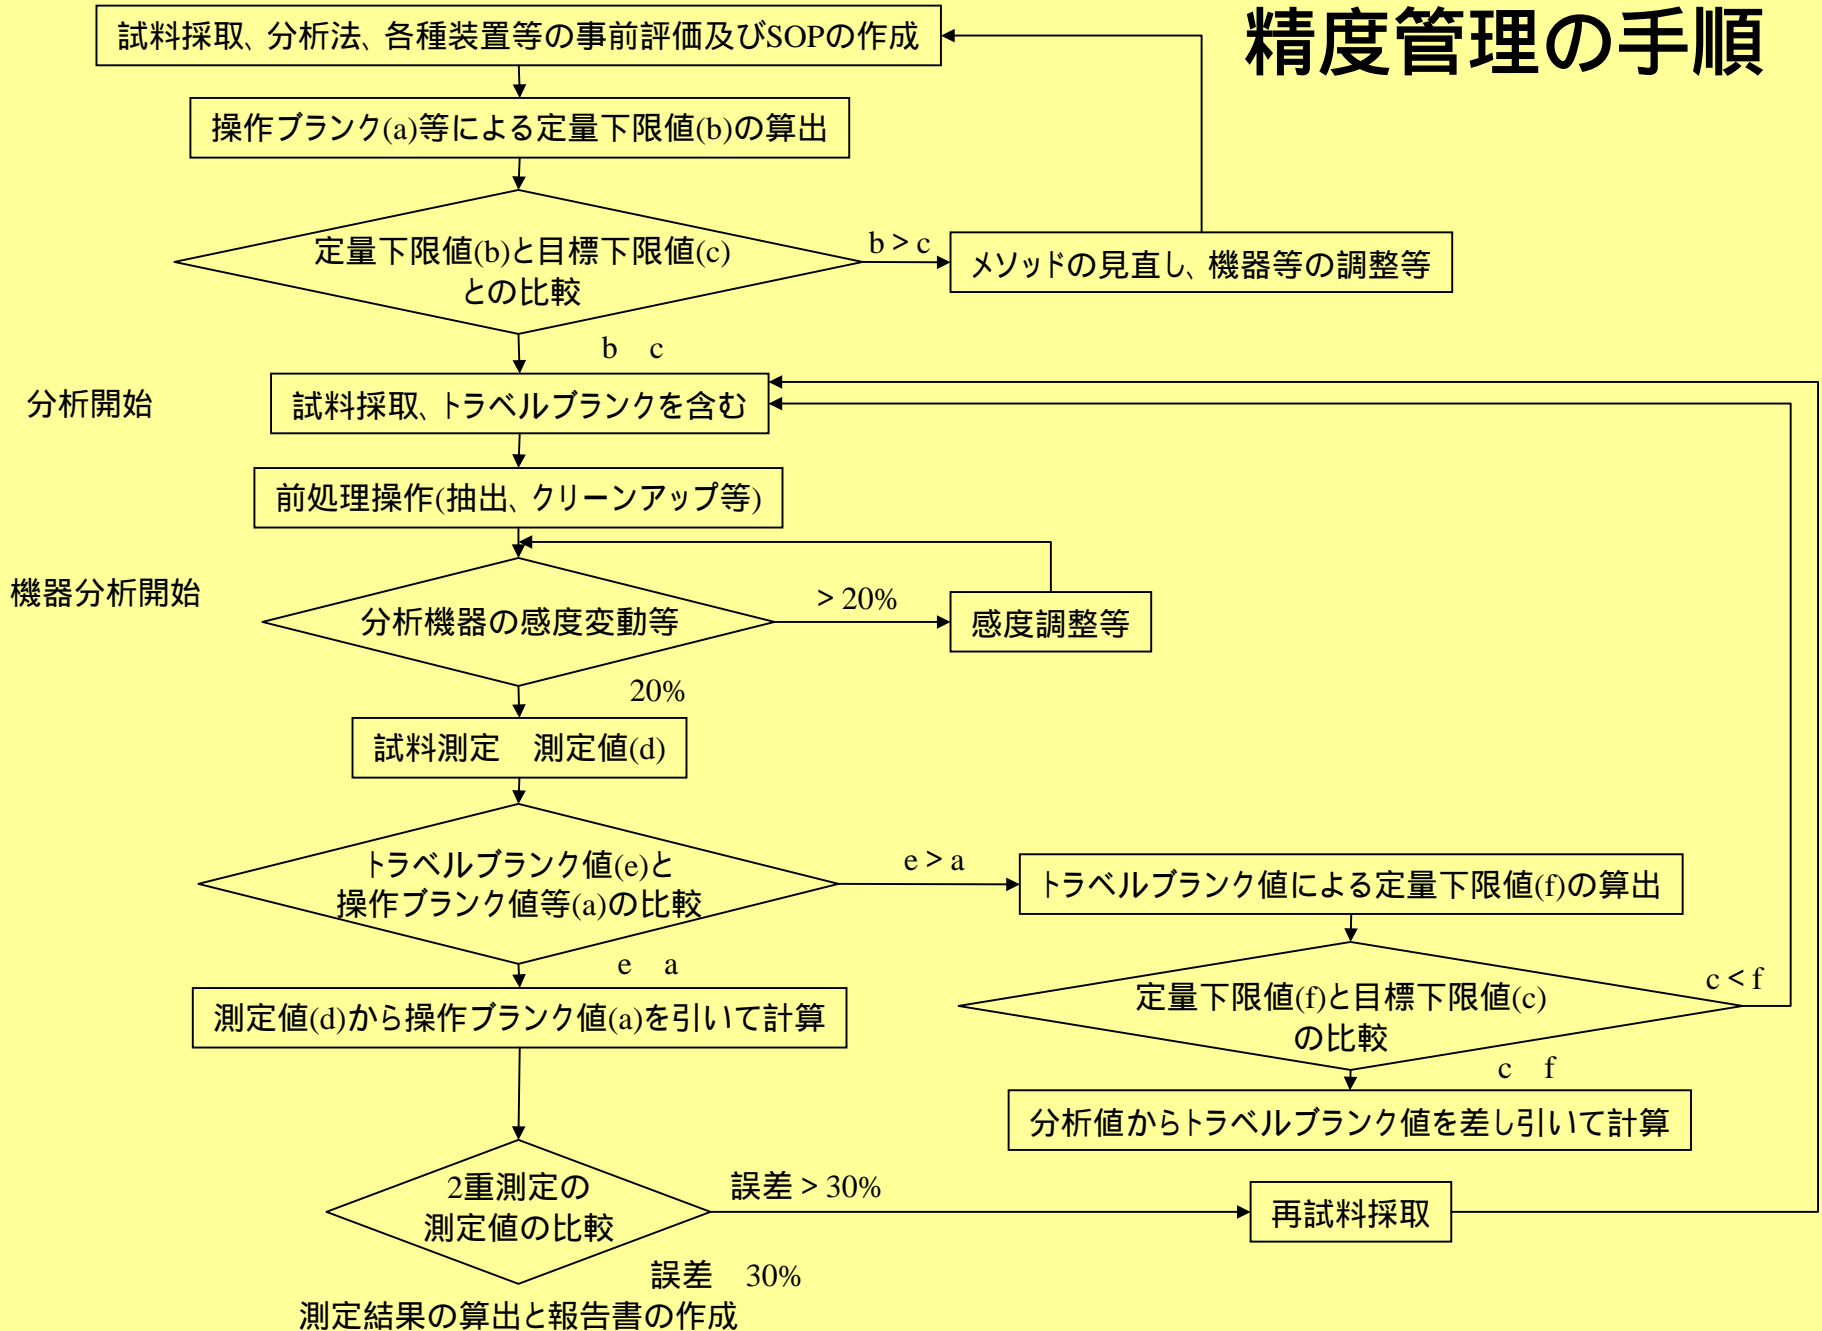 精度管理の手順
試料採取、分析法、各種装置等の事前評価及びSOPの作成
操作ブランク(a)等による定量下限値(b)の算出
定量下限値(b)と目標下限値(c)
との比較
b > c
メソッドの見直し、機器等の調整等
b　c
分析開始
試料採取、トラベルブランクを含む
前処理操作(抽出、クリーンアップ等)
機器分析開始
分析機器の感度変動等
> 20%
感度調整等
20%
試料測定　測定値(d)
トラベルブランク値(e)と
操作ブランク値等(a)の比較
e > a
トラベルブランク値による定量下限値(f)の算出
e　a
測定値(d)から操作ブランク値(a)を引いて計算
定量下限値(f)と目標下限値(c)
の比較
c < f
c　f
分析値からトラベルブランク値を差し引いて計算
2重測定の
測定値の比較
誤差 > 30%
再試料採取
誤差　30%
測定結果の算出と報告書の作成